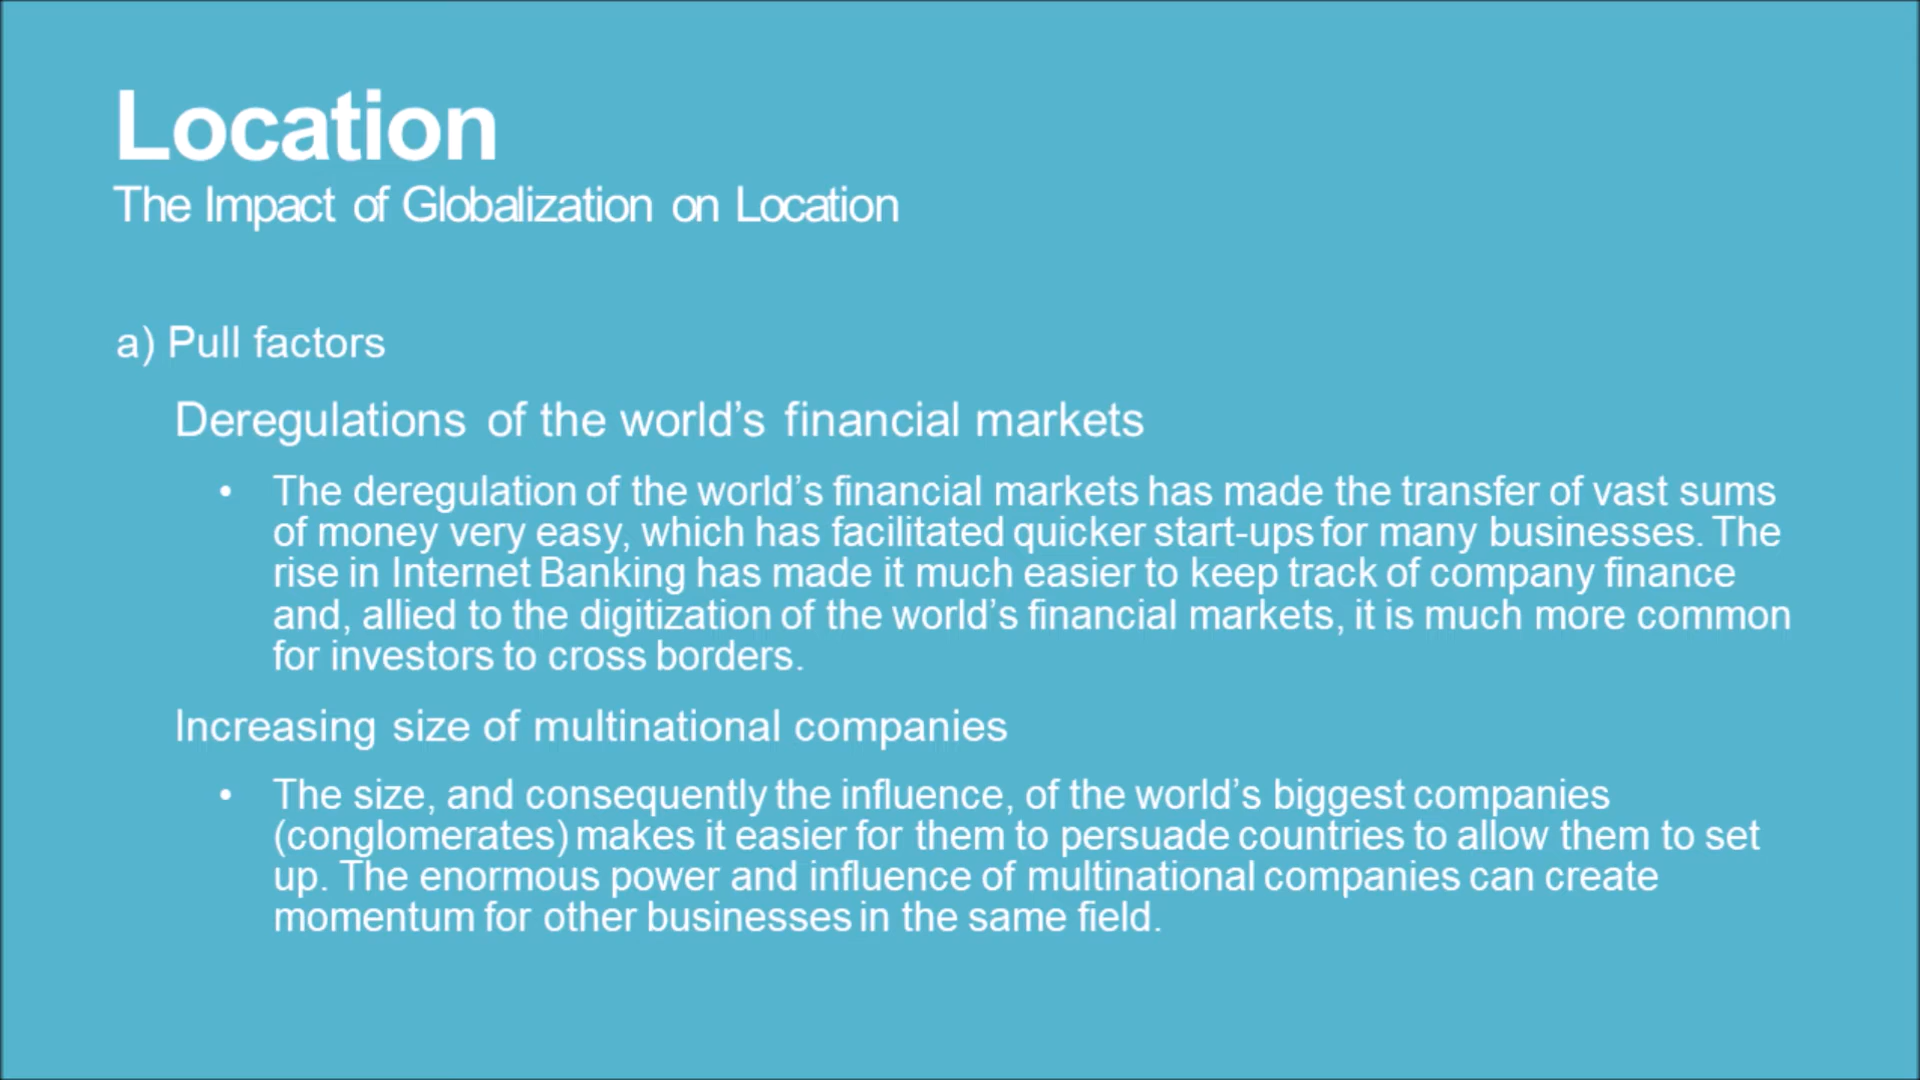 Location
The Impact of Globalization on Location
a) Pull factors
Deregulations of the world’s financial markets
• The deregulation of the world’s financial markets has made the transfer of vast sums
of money very easy, which has facilitated quicker start-ups for many businesses. The
rise in Internet Banking has made it much easier to keep track of company finance
and, allied to the digitization of the world’s financial markets, it is much more common
for investors to cross borders.
Increasing size of multinational companies
• The size, and consequently the influence, of the world’s biggest companies
(conglomerates) makes it easier for them to persuade countries to allow them to set
up. The enormous power and influence of multinational companies can create
momentum for other businesses in the same field.